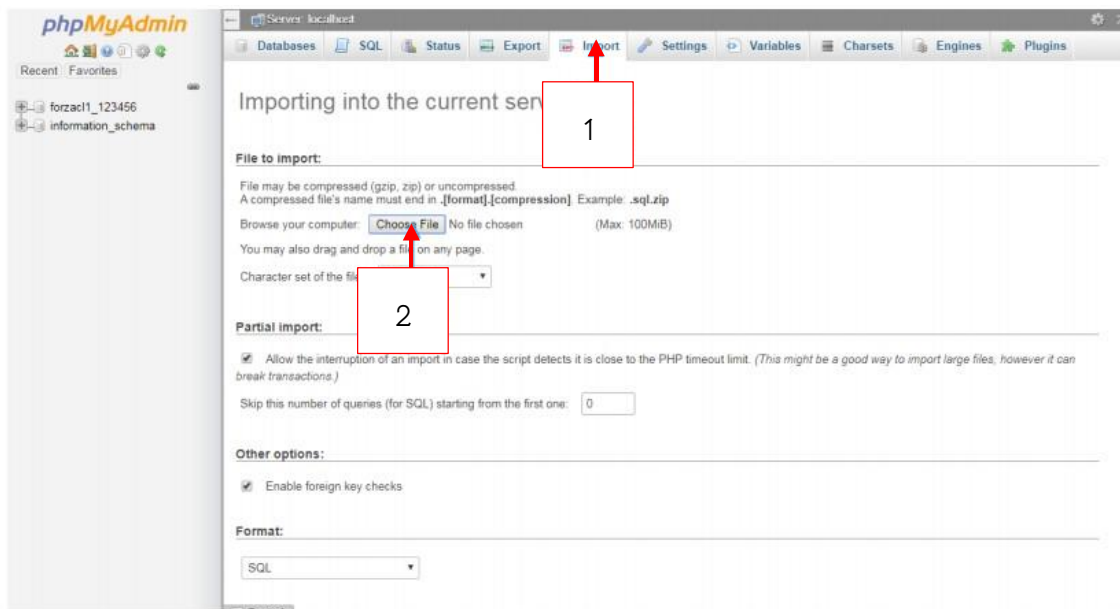 phpMyAdmin
Recent Favorites
forzacl1_123456
information_schema
Server: localhost
Databases SQL Status Export Import Settings Variables Charsets Engines Plugins
Importing into the current
1
File to import:
File may be compressed (gzip, zip) or uncompressed.
A compressed file's name must end in .[format].[compression]. Example: .sql.zip
Browse your computer: Choose File No file chosen (Max: 100MiB)
You may also drag and drop a file on any page.
Character set of the
2
Partial import:
Allow the interruption of an import in case the script detects it is close to the PHP timeout limit. (This might be a good way to import large files, however it can
break transactions.)
Skip this number of queries (for SQL) starting from the first one: 0
Other options:
Enable foreign key checks
Format:
SQL